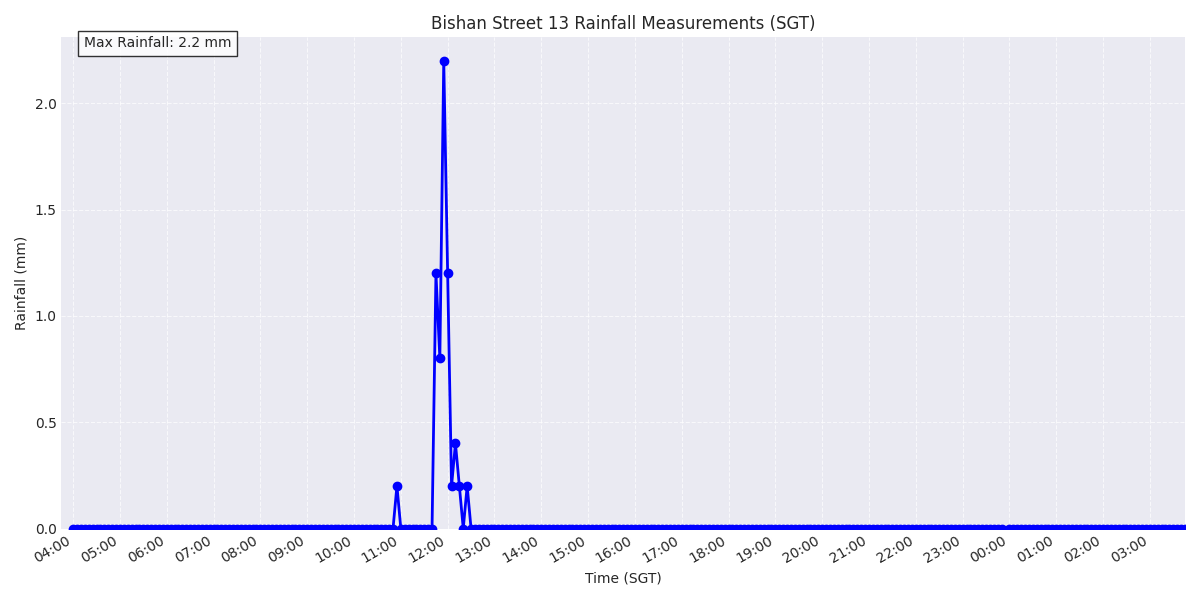 Bishan Street 13 Rainfall Measurements (SGT)
Max Rainfall: 2.2 mm
Rainfall (mm)
2.0
1.5
1.0
0.5
0.0
04:00 05:00 06:00 07:00 08:00 09:00 10:00 11:00 12:00 13:00 14:00 15:00 16:00 17:00 18:00 19:00 20:00 21:00 22:00 23:00 00:00 01:00 02:00 03:00
Time (SGT)